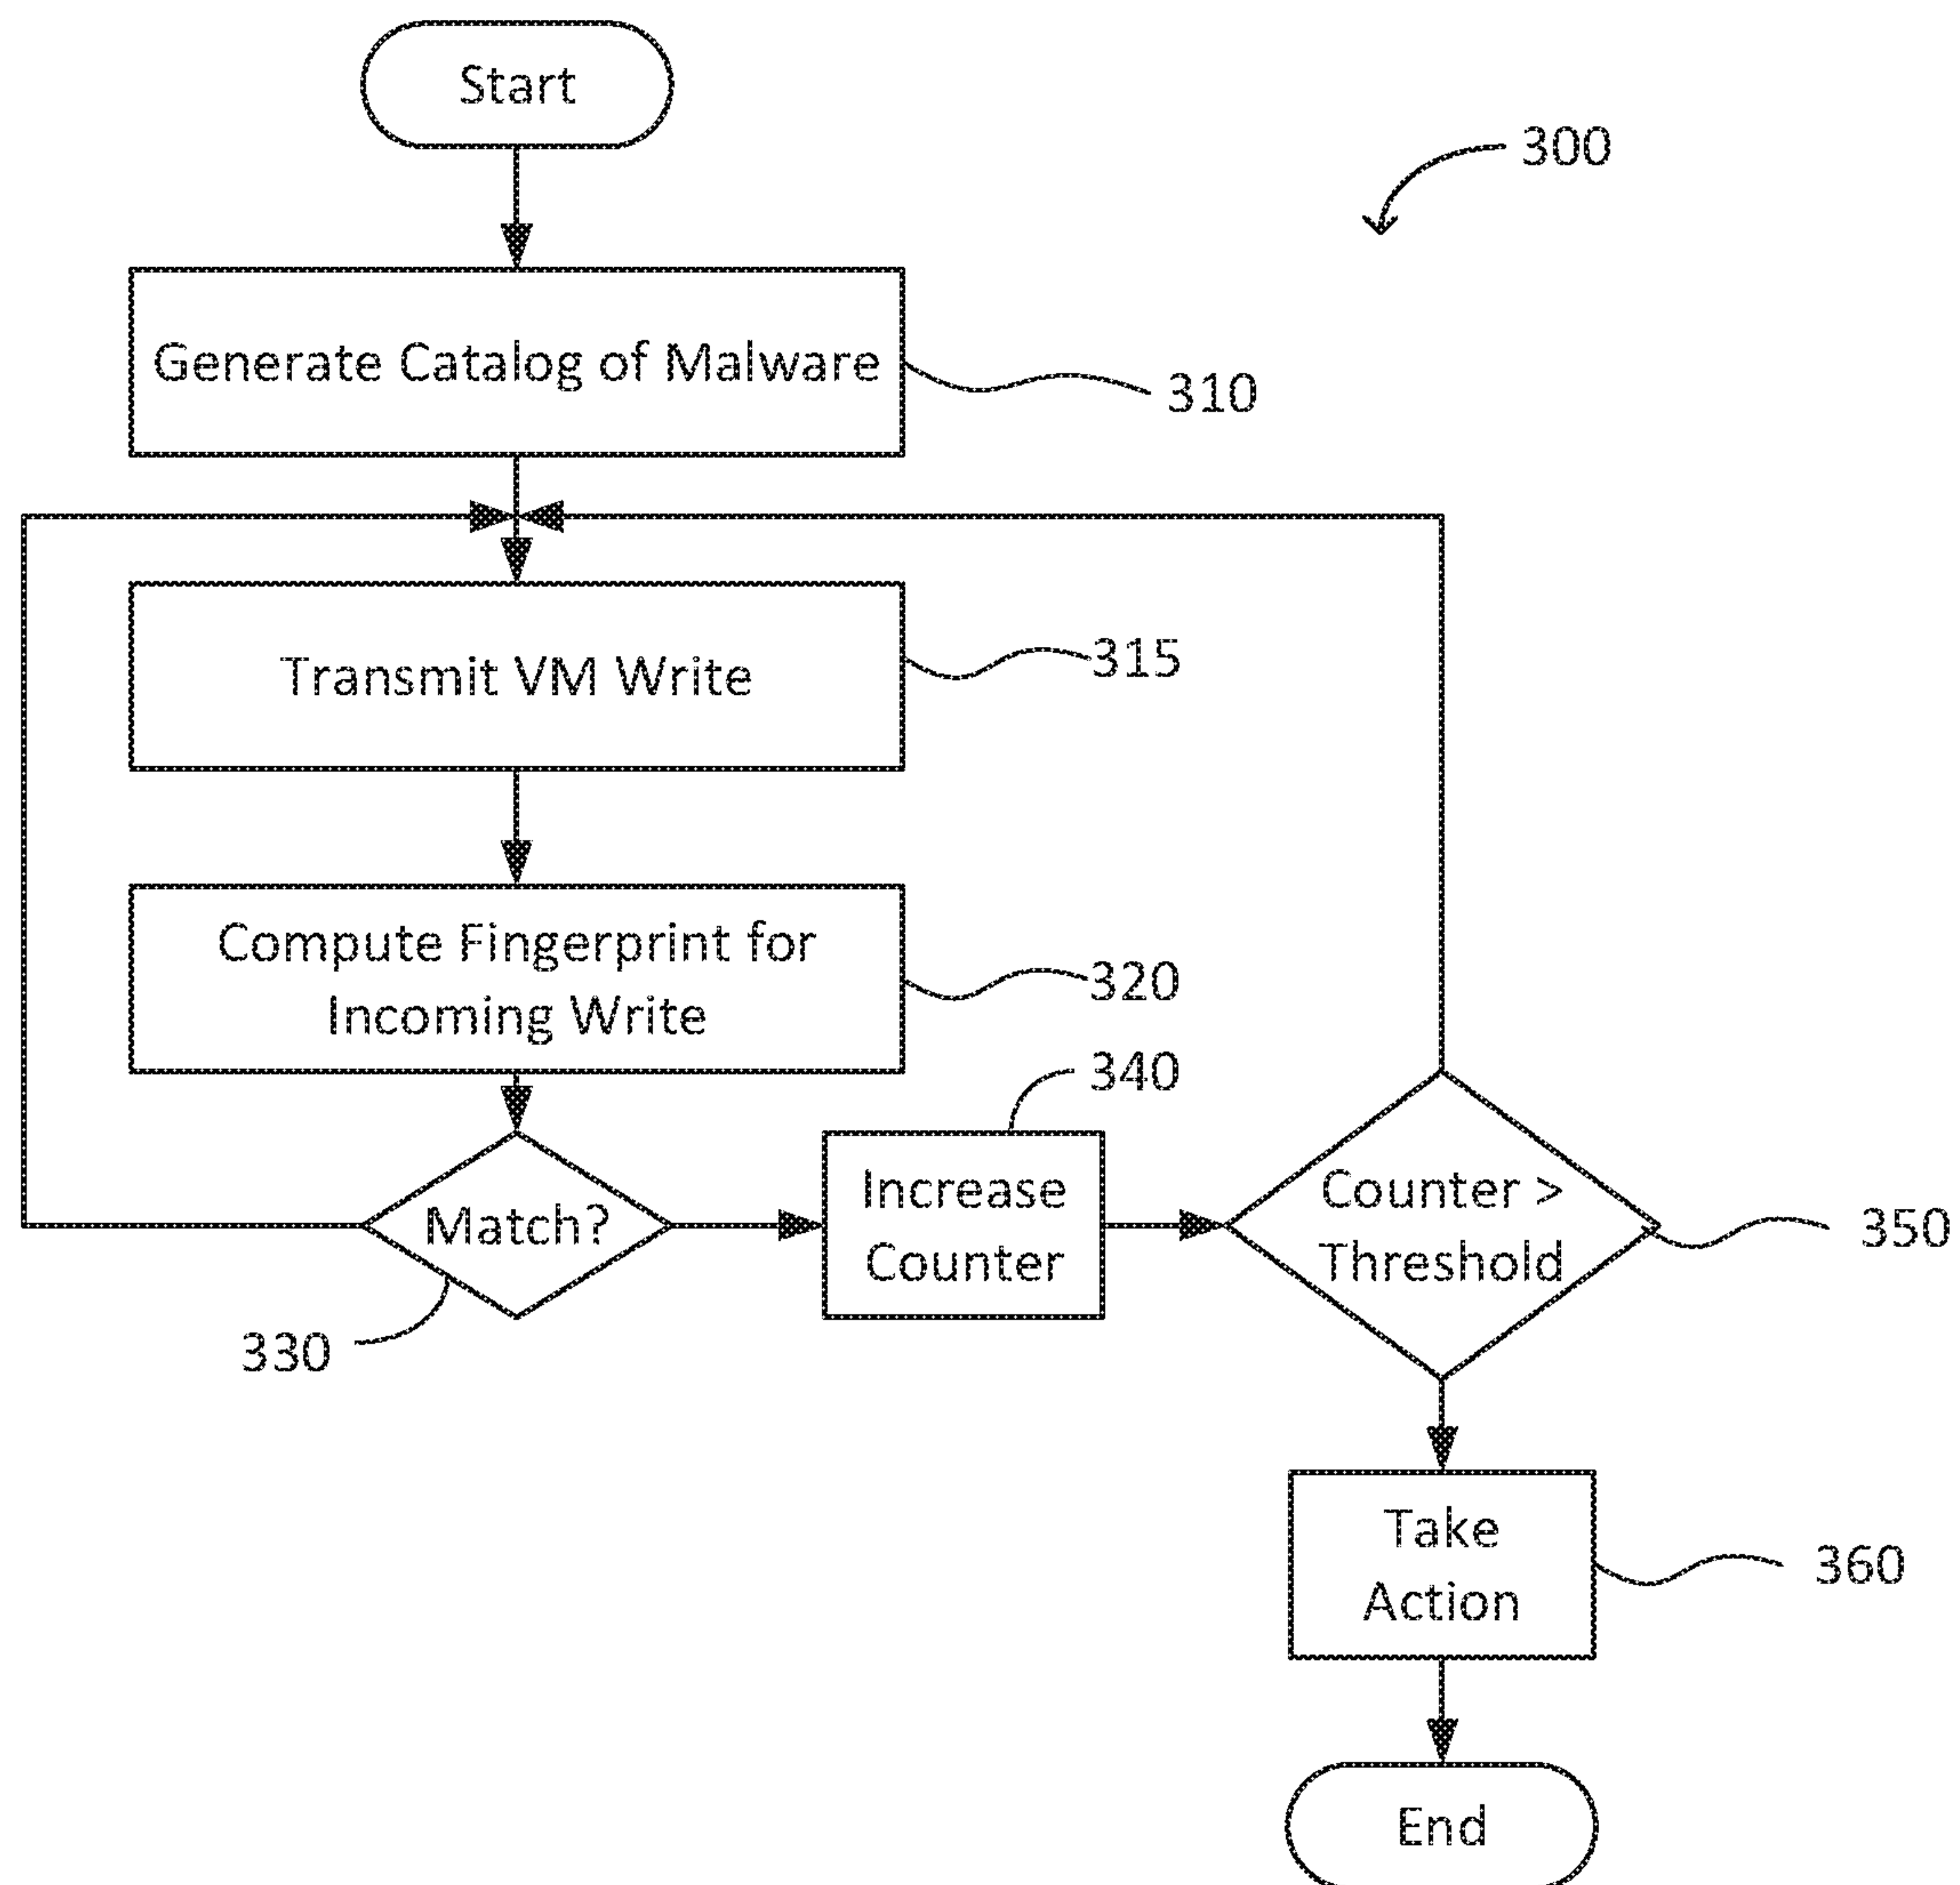 Start
300
Generate Catalog of Malware
310
Transmit VM Write
315
Compute Fingerprint for
Incoming Write
320
340
Match?
Increase
Counter
Counter >
Threshold
350
330
Take
Action
360
End